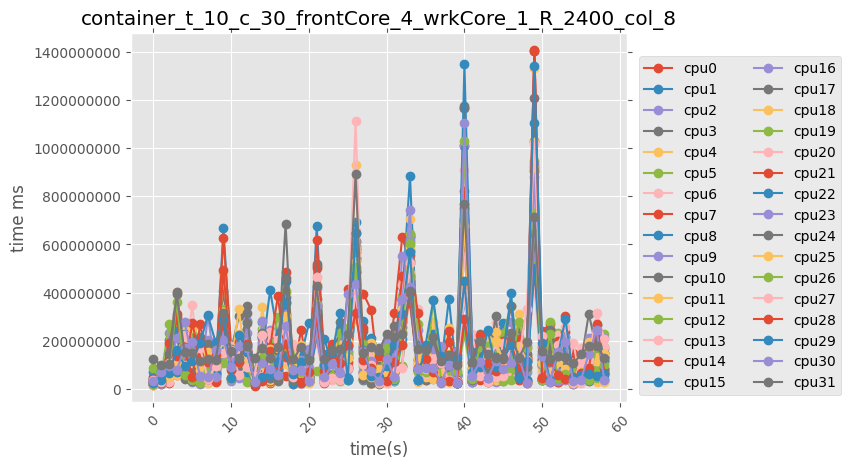 container_t_10_c_30_frontCore_4_wrkCore_1_R_2400_col_8
1400000000
1200000000
1000000000
800000000
600000000
400000000
200000000
0
time ms
0
10
20
30
40
50
60
time(s)
cpu0
cpu1
cpu2
cpu3
cpu4
cpu5
cpu6
cpu7
cpu8
cpu9
cpu10
cpu11
cpu12
cpu13
cpu14
cpu15
cpu16
cpu17
cpu18
cpu19
cpu20
cpu21
cpu22
cpu23
cpu24
cpu25
cpu26
cpu27
cpu28
cpu29
cpu30
cpu31